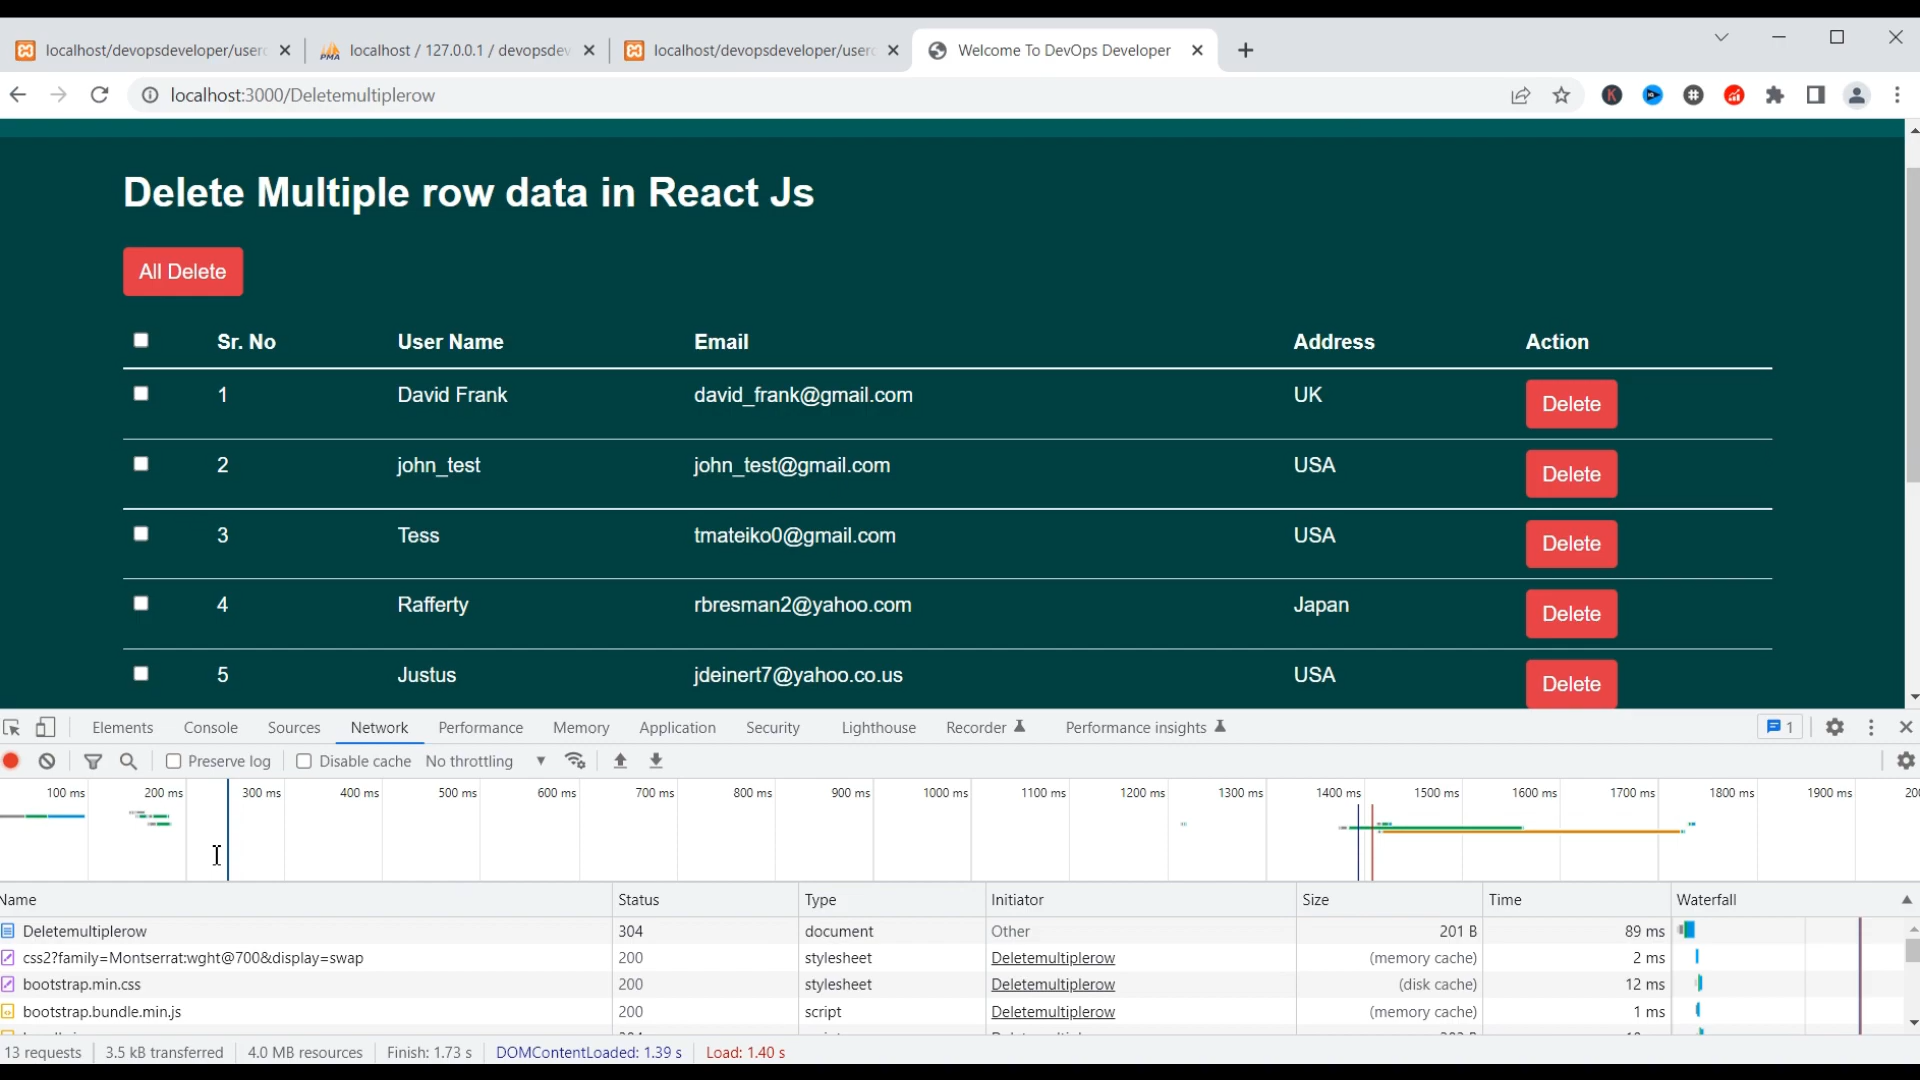 localhost/devopsdeveloper/user
localhost / 127.0.0.1 / devopsdev
localhost/devopsdeveloper/user
Welcome To DevOps Developer
localhost:3000/Deletemultiplerow
Delete Multiple row data in React Js
All Delete
Sr. No User Name Email Address Action
1 David Frank david_frank@gmail.com UK Delete
2 john_test john_test@gmail.com USA Delete
3 Tess tmateiko0@gmail.com USA Delete
4 Rafferty rbresman2@yahoo.com Japan Delete
5 Justus jdeinert7@yahoo.co.us USA Delete
Elements Console Sources Network Performance Memory Application Security Lighthouse Recorder Performance insights 1
Preserve log Disable cache No throttling
100 ms 200 ms 300 ms 400 ms 500 ms 600 ms 700 ms 800 ms 900 ms 1000 ms 1100 ms 1200 ms 1300 ms 1400 ms 1500 ms 1600 ms 1700 ms 1800 ms 1900 ms 200
Name Status Type Initiator Size Time Waterfall
Deletemultiplerow 304 document Other 201 B 89 ms
css2?family=Montserrat:wght@700&display=swap 200 stylesheet Deletemultiplerow (memory cache) 2 ms
bootstrap.min.css 200 stylesheet Deletemultiplerow (disk cache) 12 ms
bootstrap.bundle.min.js 200 script Deletemultiplerow (memory cache) 1 ms
13 requests 3.5 kB transferred 4.0 MB resources Finish: 1.73 s DOMContentLoaded: 1.39 s Load: 1.40 s